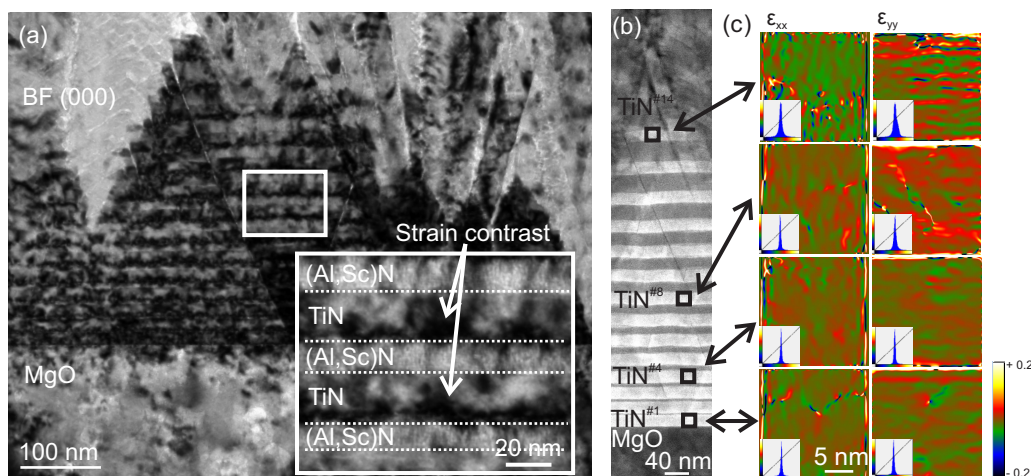 (a)
BF (000)
MgO
100 nm
Strain contrast
(Al,Sc)N
TiN
(Al,Sc)N
TiN
(Al,Sc)N
20 nm
(b)
TiN#14
TiN#8
TiN#4
TiN#1
MgO
40 nm
(c)
εxx
εyy
5 nm
+ 0.2
- 0.2